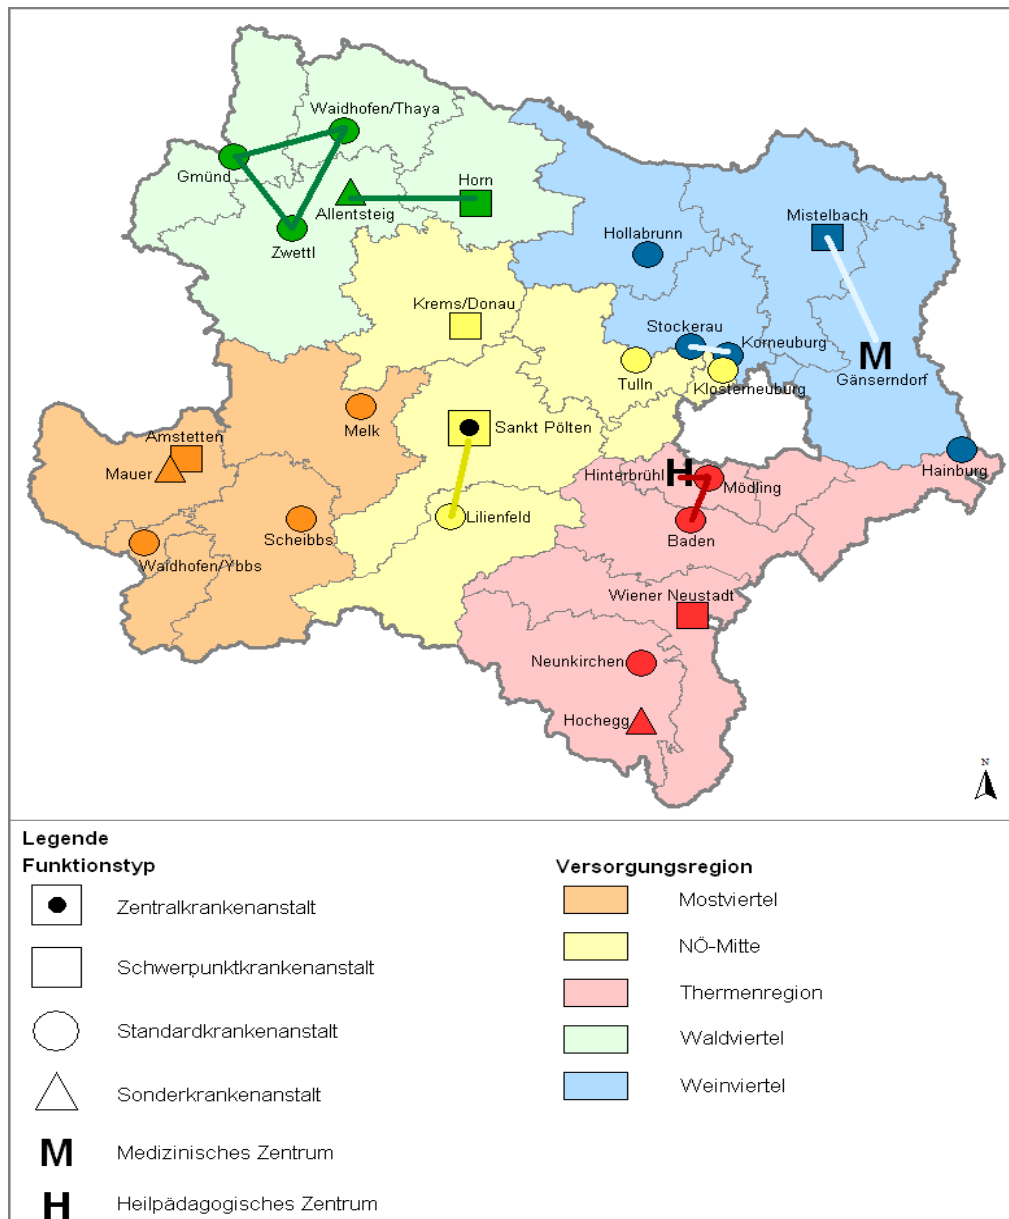 Waidhofen/Thaya
Gmünd
Horn
Allentsteig
Zwettl
Mistelbach
Hollabrunn
Krems/Donau
Stockerau
Korneuburg
M
Gänserndorf
Tulln
Klosterneuburg
Melk
Sankt Pölten
Amstetten
Mauer
Hainburg
Hinterbrühl
H
Mödling
Lilienfeld
Scheibbs
Baden
Waidhofen/Ybbs
Wiener Neustadt
Neunkirchen
Hochegg
N
Legende
Funktionstyp
Zentralkrankenanstalt
Schwerpunktkrankenanstalt
Standardkrankenanstalt
Sonderkrankenanstalt
M Medizinisches Zentrum
H Heilpädagogisches Zentrum
Versorgungsregion
Mostviertel
NÖ-Mitte
Thermenregion
Waldviertel
Weinviertel